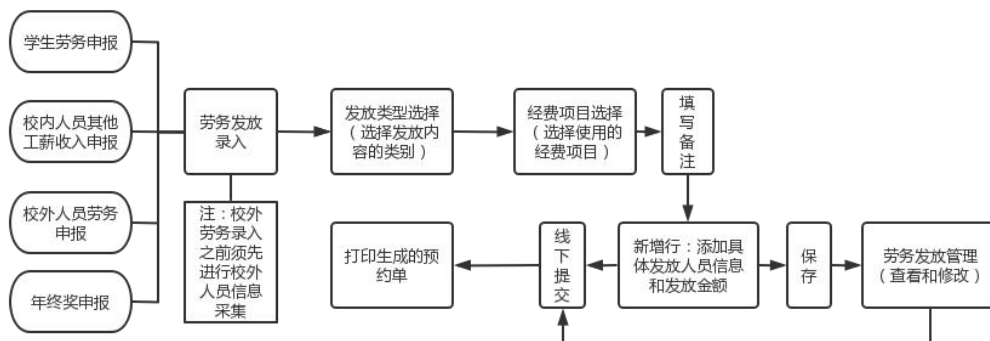 学生劳务申报
校内人员其他
工薪收入申报
校外人员劳务
申报
年终奖申报
劳务发放
录入
注：校外
劳务录入
之前须先
进行校外
人员信息
采集
发放类型选择
（选择发放内
容的类别）
经费项目选择
（选择使用的
经费项目）
填
写
备
注
新增行：添加具
体发放人员信息
和发放金额
线
下
提
交
打印生成的预
约单
保
存
劳务发放管理
（查看和修改）